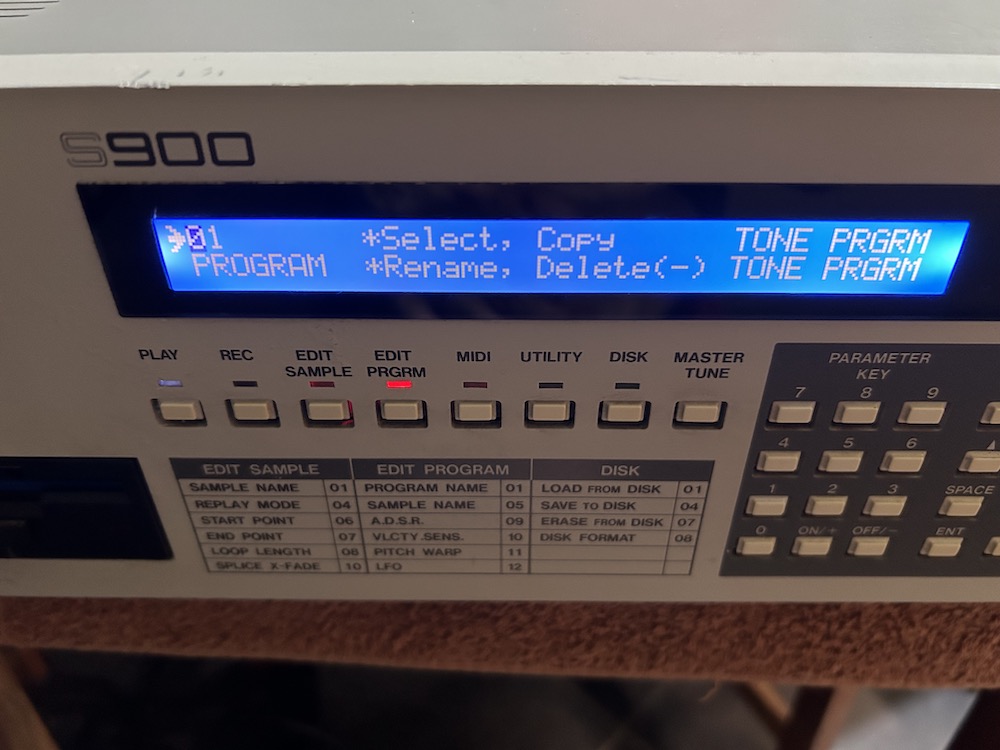 S900
01 *Select, Copy TONE PRGRM
PROGRAM *Rename, Delete(-) TONE PRGRM
PLAY REC EDIT SAMPLE EDIT PRGRM MIDI UTILITY DISK MASTER TUNE
PARAMETER
KEY
7 8 9
4 5 6
1 2 3 SPACE
0 ON/+ OFF/- ENT
EDIT SAMPLE EDIT PROGRAM DISK
SAMPLE NAME 01 PROGRAM NAME 01 LOAD FROM DISK 01
REPLAY MODE 04 SAMPLE NAME 05 SAVE TO DISK 04
START POINT 06 A.D.S.R. 09 ERASE FROM DISK 07
END POINT 07 VLCTY.SENS. 10 DISK FORMAT 08
LOOP LENGTH 08 PITCH WARP 11
SPLICE X-FADE 10 LFO 12